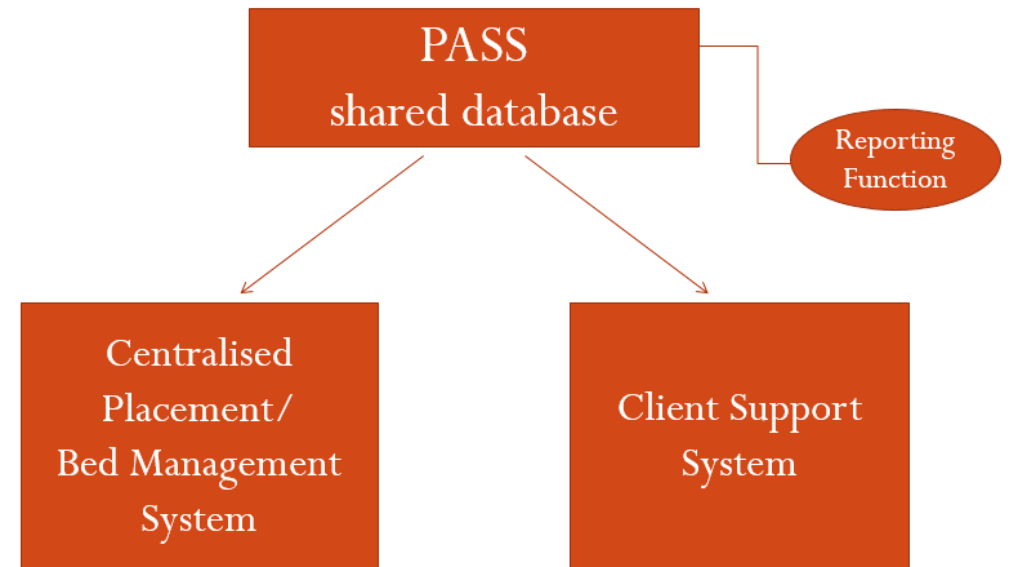 PASS
shared database
Reporting
Function
Centralised
Placement/
Bed Management
System
Client Support
System